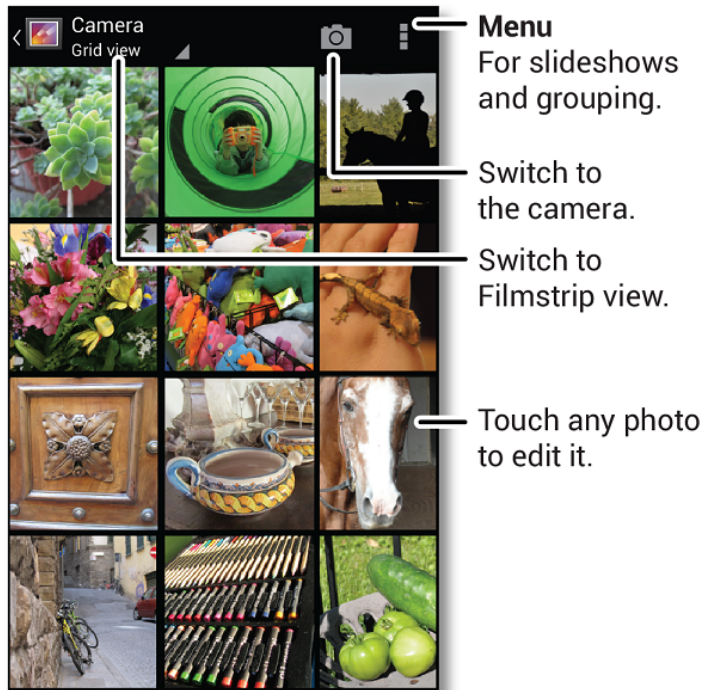 Camera
Grid view
Menu
For slideshows
and grouping.
Switch to
the camera.
Switch to
Filmstrip view.
Touch any photo
to edit it.